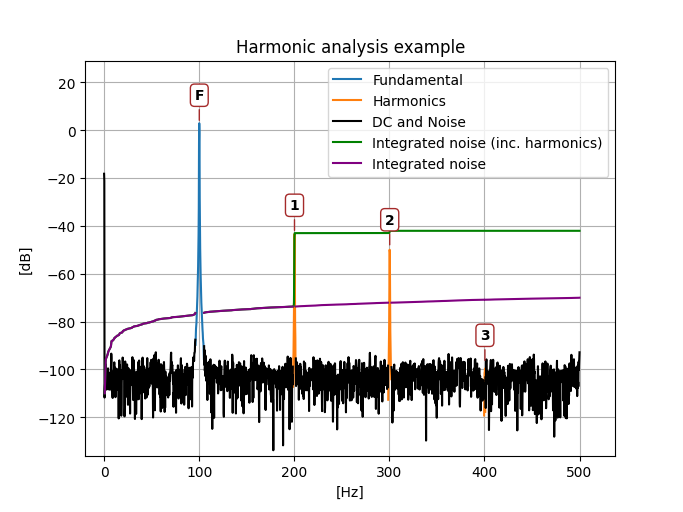 Harmonic analysis example
Fundamental
Harmonics
DC and Noise
Integrated noise (inc. harmonics)
Integrated noise
F
1
2
3
[dB]
20
0
−20
−40
−60
−80
−100
−120
0 100 200 300 400 500
[Hz]